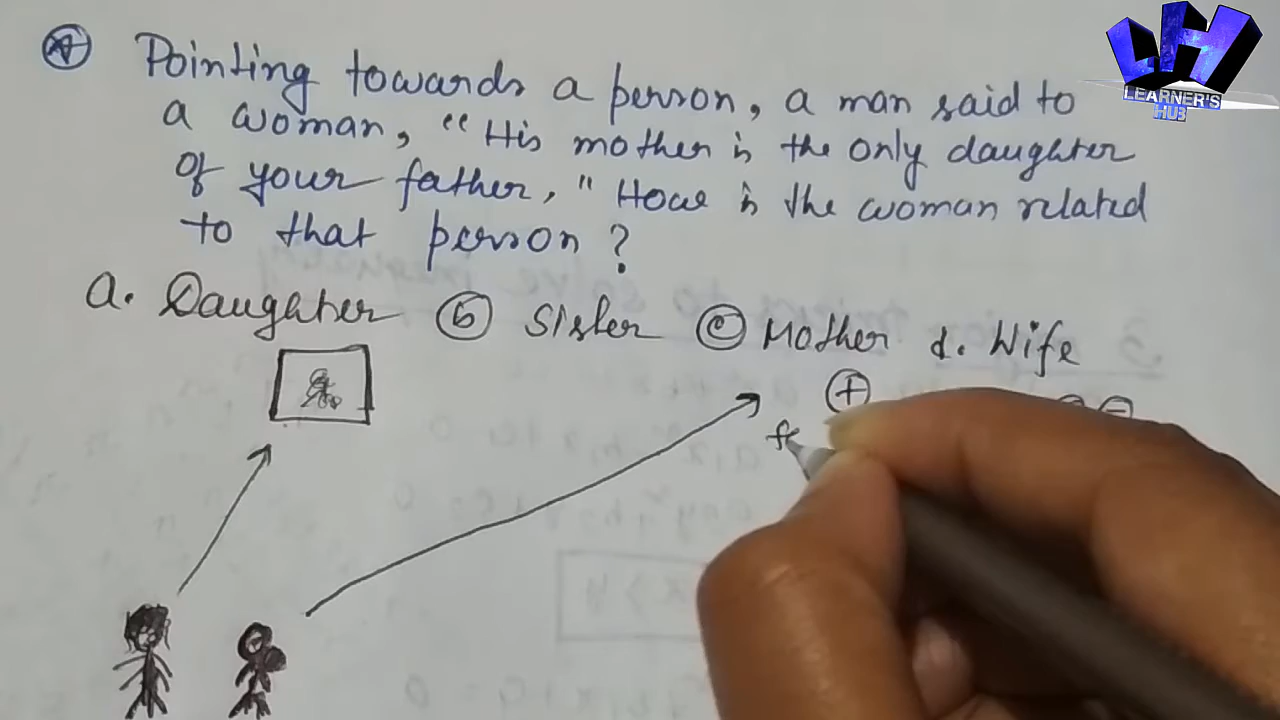 Pointing towards a person, a man said to
a woman, "His mother is the only daughter
of your father," How is the woman related
to that person?
a. Daughter b Sister c Mother d. Wife
LEARNER'S
HUB